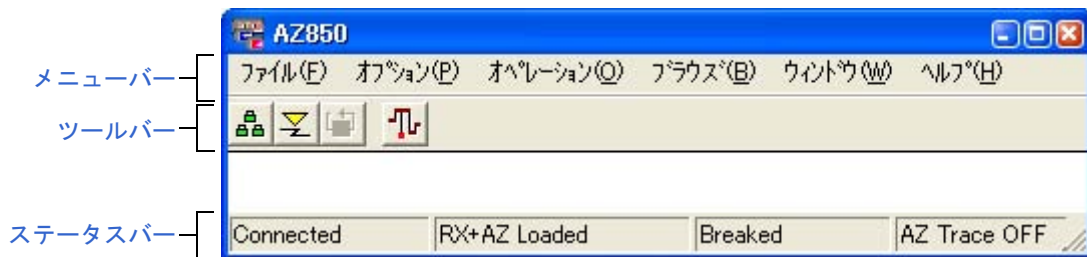 AZ850
メニューバー
ﾌｧｲﾙ(F) ｵﾌﾟｼｮﾝ(P) ｵﾍﾟﾚｰｼｮﾝ(O) ﾌﾞﾗｳｽﾞ(B) ｳｨﾝﾄﾞｳ(W) ﾍﾙﾌﾟ(H)
ツールバー
ステータスバー
Connected RX+AZ Loaded Breaked AZ Trace OFF